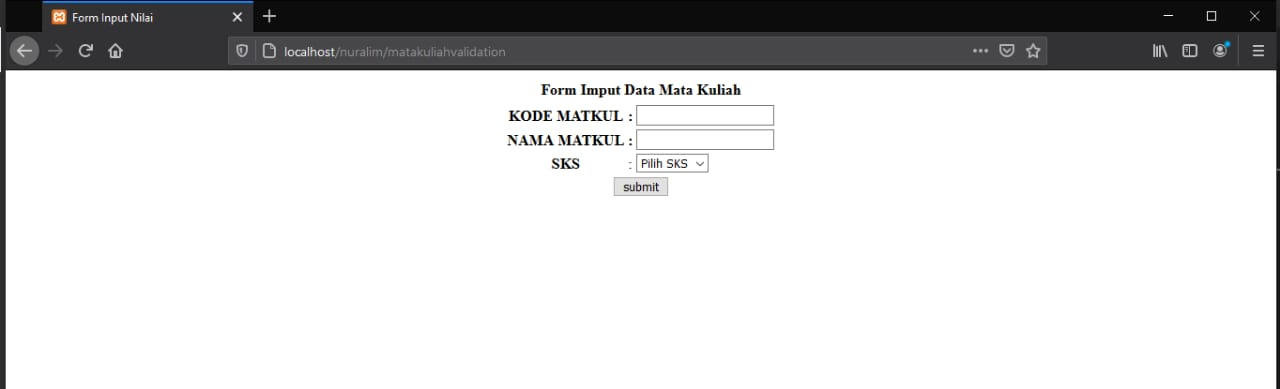 Form Input Nilai
localhost/nuralim/matakuliahvalidation
Form Imput Data Mata Kuliah
KODE MATKUL :
NAMA MATKUL :
SKS : Pilih SKS
submit